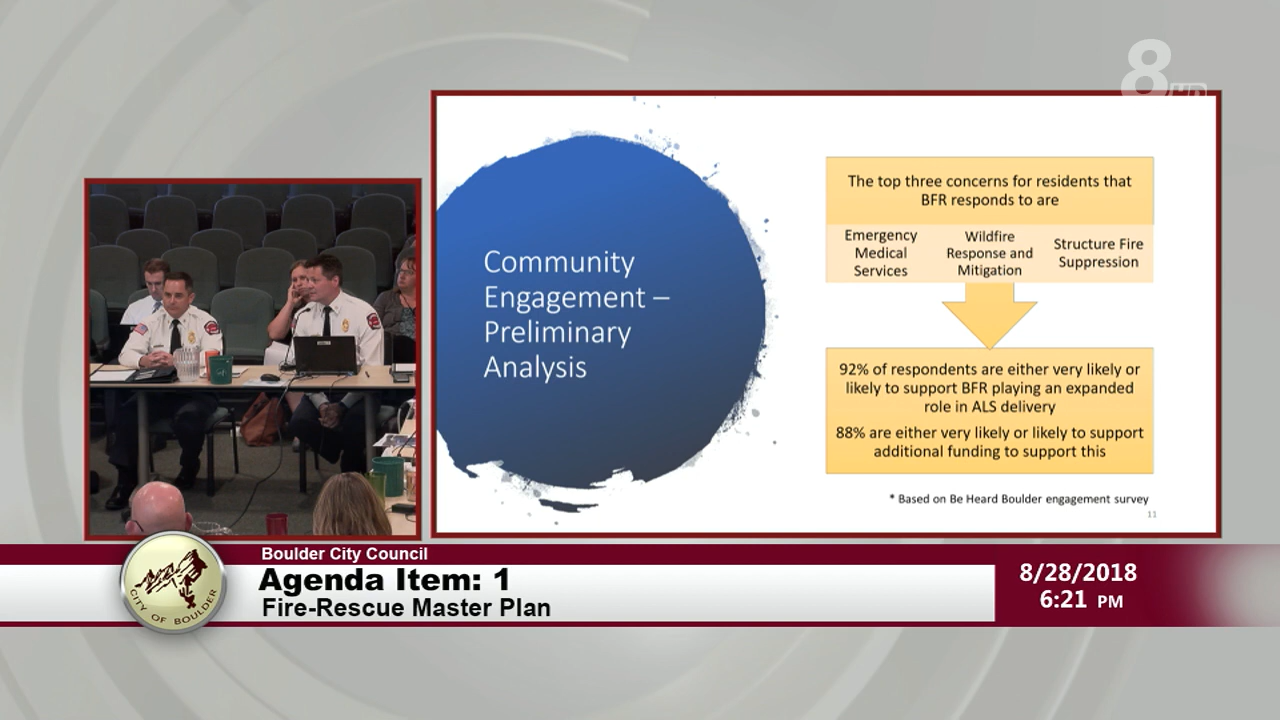 8
HD
Community
Engagement –
Preliminary
Analysis
The top three concerns for residents that
BFR responds to are
Emergency
Medical
Services
Wildfire
Response and
Mitigation
Structure Fire
Suppression
92% of respondents are either very likely or
likely to support BFR playing an expanded
role in ALS delivery
88% are either very likely or likely to support
additional funding to support this
* Based on Be Heard Boulder engagement survey
11
Boulder City Council
Agenda Item: 1
Fire-Rescue Master Plan
CITY OF BOULDER
8/28/2018
6:21 PM